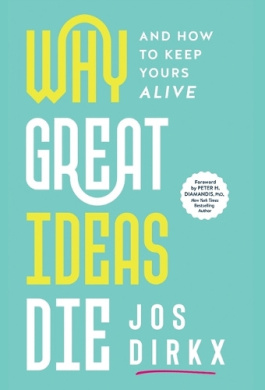 WHY
AND HOW
TO KEEP
YOURS
ALIVE
GREAT
IDEAS
DIE
Foreword
by PETER H.
DIAMANDIS, PhD,
New York Times
Bestselling
Author
JOS
DIRKX